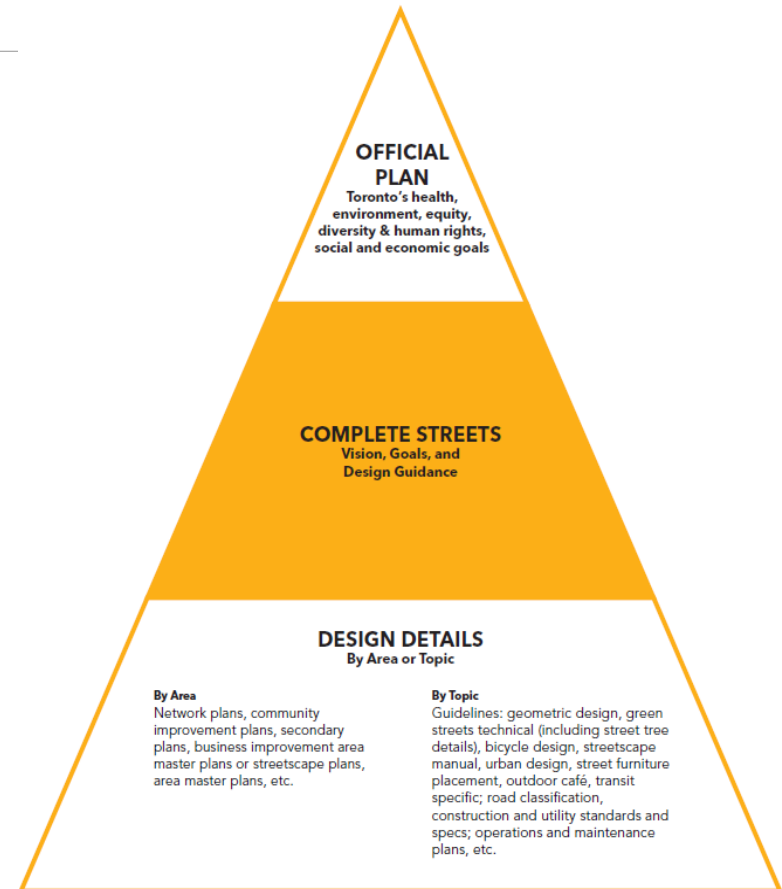 OFFICIAL
PLAN
Toronto's health,
environment, equity,
diversity & human rights,
social and economic goals
COMPLETE STREETS
Vision, Goals, and
Design Guidance
DESIGN DETAILS
By Area or Topic
By Area
Network plans, community
improvement plans, secondary
plans, business improvement area
master plans or streetscape plans,
area master plans, etc.
By Topic
Guidelines: geometric design, green
streets technical (including street tree
details), bicycle design, streetscape
manual, urban design, street furniture
placement, outdoor café, transit
specific; road classification,
construction and utility standards and
specs; operations and maintenance
plans, etc.